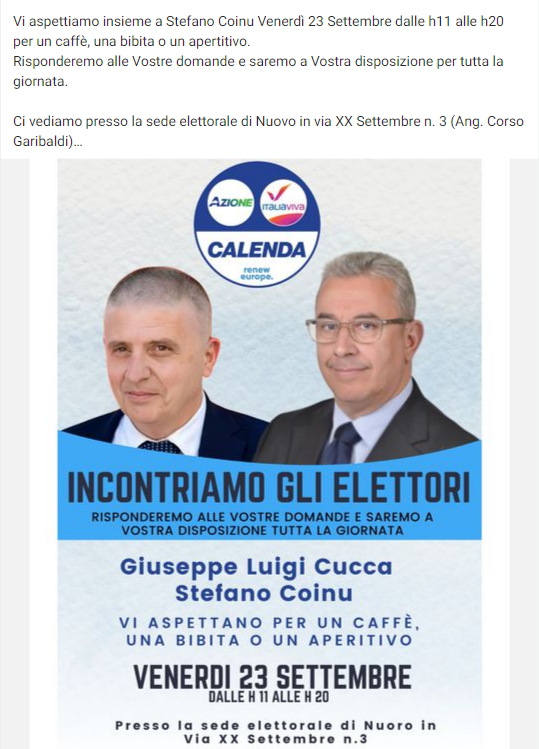 Vi aspettiamo insieme a Stefano Coinu Venerdì 23 Settembre dalle h11 alle h20
per un caffè, una bibita o un apertitivo.
Risponderemo alle Vostre domande e saremo a Vostra disposizione per tutta la
giornata.
Ci vediamo presso la sede elettorale di Nuovo in via XX Settembre n. 3 (Ang. Corso
Garibaldi)...
AZIONE
ITALIAVIVA
CALENDA
renew
europe.
INCONTRIAMO GLI ELETTORI
RISPONDEREMO ALLE VOSTRE DOMANDE E SAREMO A
VOSTRA DISPOSIZIONE TUTTA LA GIORNATA
Giuseppe Luigi Cucca
Stefano Coinu
VI ASPETTANO PER UN CAFFÈ,
UNA BIBITA O UN APERITIVO
VENERDI 23 SETTEMBRE
DALLE H 11 ALLE H 20
Presso la sede elettorale di Nuoro in
Via XX Settembre n.3